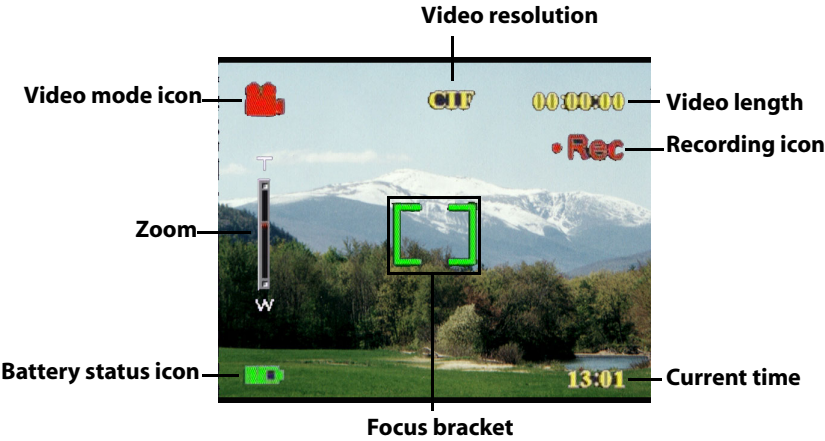 Video resolution
Video mode icon
CIF
00:00:00
Video length
• Rec
Recording icon
T
Zoom
W
Battery status icon
13:01
Current time
Focus bracket